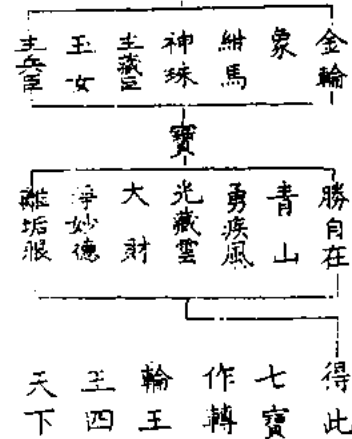 金輪
象
紺馬
神珠
主藏臣
玉女
主兵臣
寶
勝自在
青山
勇疾風
光藏雲
大財
淨妙德
離垢眼
得此
七寶
作轉
輪王
王四
天下